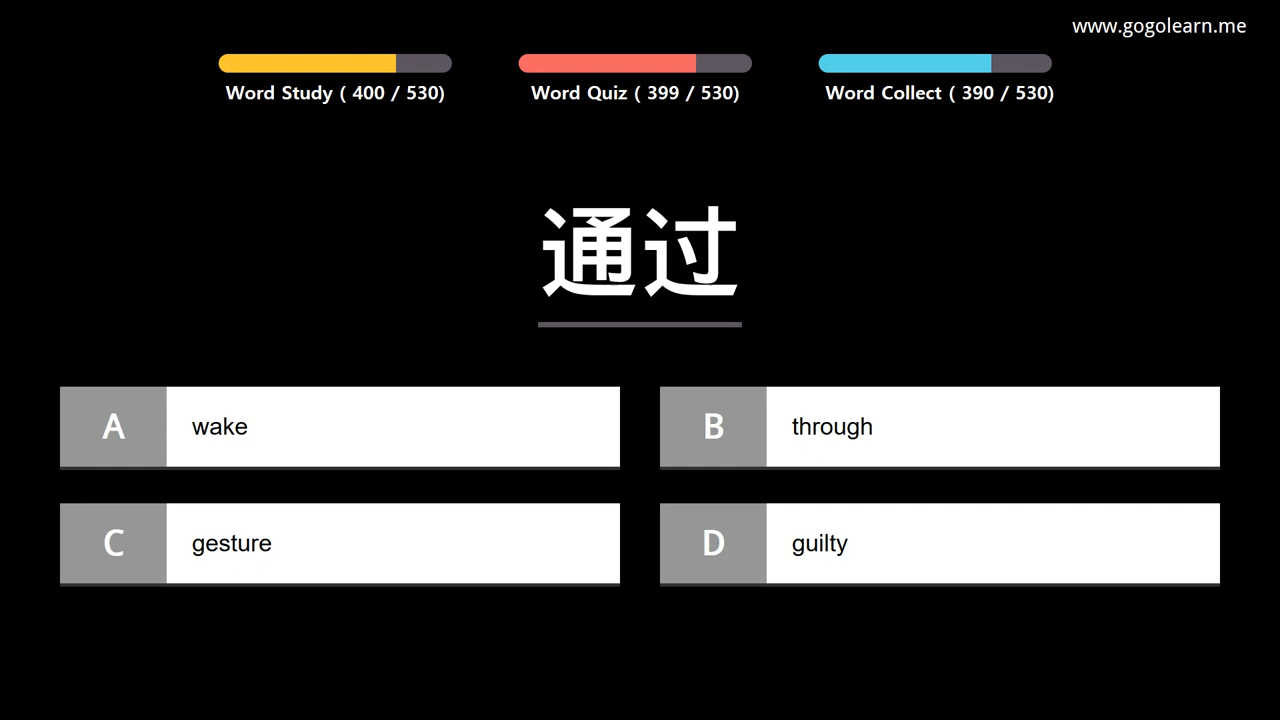 www.gogolearn.me
Word Study ( 400 / 530)
Word Quiz ( 399 / 530)
Word Collect ( 390 / 530)
通过
A wake
B through
C gesture
D guilty